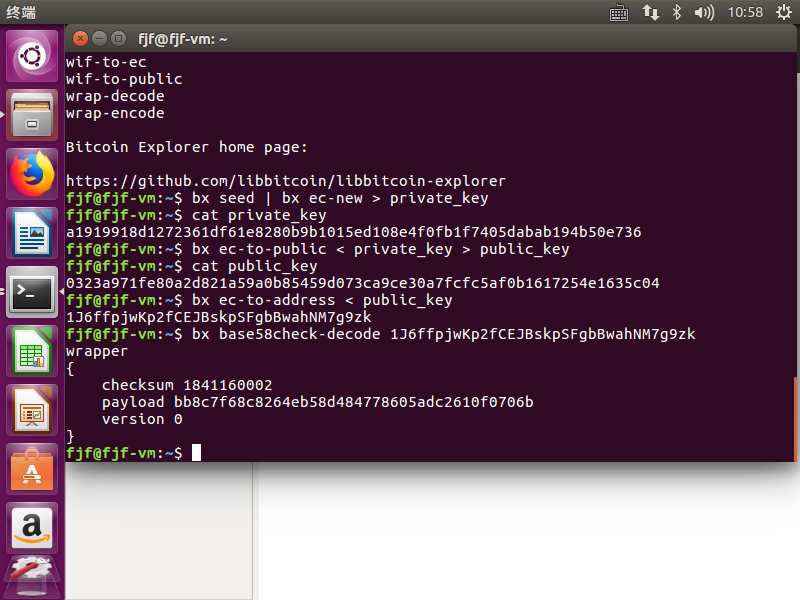 终端
10:58
fjf@fjf-vm: ~
wif-to-ec
wif-to-public
wrap-decode
wrap-encode
Bitcoin Explorer home page:
https://github.com/libbitcoin/libbitcoin-explorer
fjf@fjf-vm:~$ bx seed | bx ec-new > private_key
fjf@fjf-vm:~$ cat private_key
a1919918d1272361df61e8280b9b1015ed108e4f0fb1f7405dabab194b50e736
fjf@fjf-vm:~$ bx ec-to-public < private_key > public_key
fjf@fjf-vm:~$ cat public_key
0323a971fe80a2d821a59a0b85459d073ca9ce30a7fcfc5af0b1617254e1635c04
fjf@fjf-vm:~$ bx ec-to-address < public_key
1J6ffpjwKp2fCEJBskpSFgbBwahNM7g9zk
fjf@fjf-vm:~$ bx base58check-decode 1J6ffpjwKp2fCEJBskpSFgbBwahNM7g9zk
wrapper
{
    checksum 1841160002
    payload bb8c7f68c8264eb58d484778605adc2610f0706b
    version 0
}
fjf@fjf-vm:~$